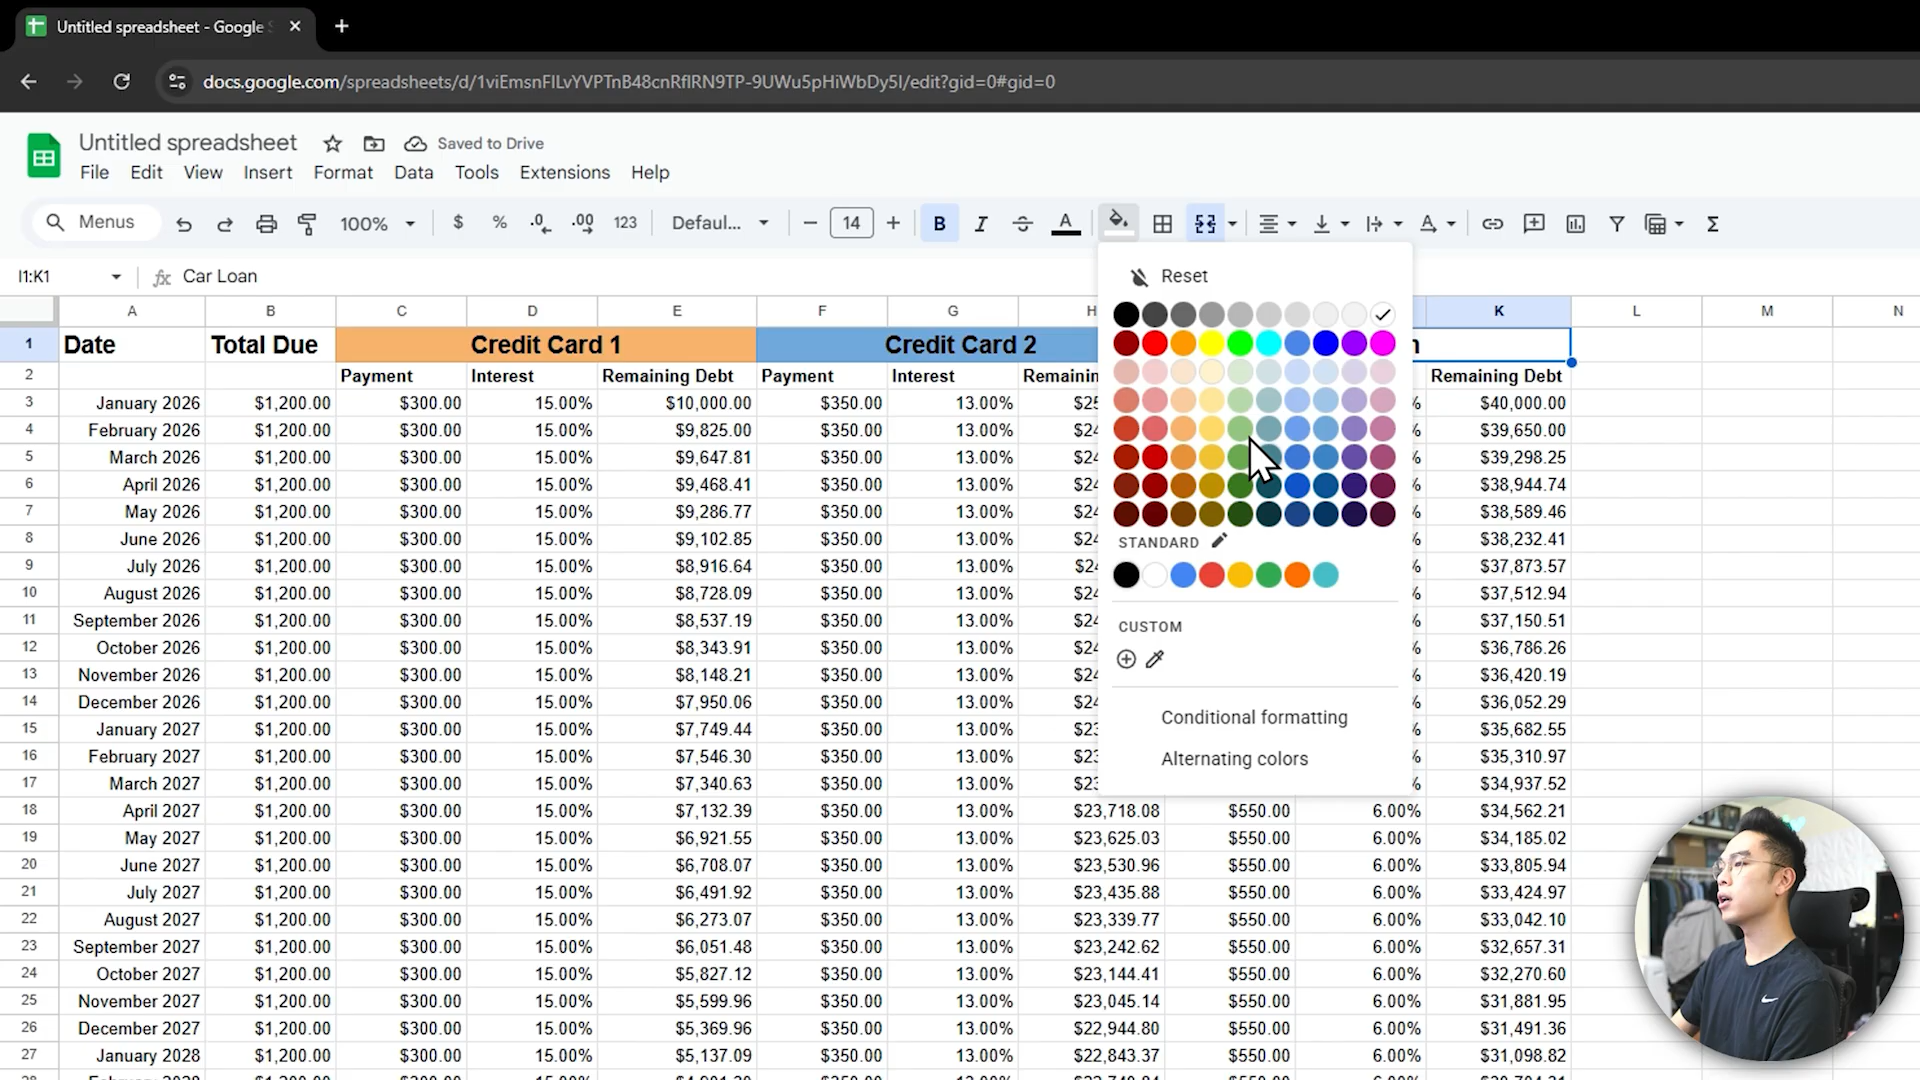 Untitled spreadsheet - Google
docs.google.com/spreadsheets/d/1viEmsnFlLvYVPTnB48cnRflRN9TP-9UWu5pHiWbDy5I/edit?gid=0#gid=0
Untitled spreadsheet Saved to Drive
File Edit View Insert Format Data Tools Extensions Help
Menus 100% $ % .0 .00 123 Defaul... 14 B I A
I1:K1 fx Car Loan
Reset
A B C D E F G H K L M N
1 Date Total Due Credit Card 1 Credit Card 2
2 Payment Interest Remaining Debt Payment Interest Remaining Debt
3 January 2026 $1,200.00 $300.00 15.00% $10,000.00 $350.00 13.00% $40,000.00
4 February 2026 $1,200.00 $300.00 15.00% $9,825.00 $350.00 13.00% $39,650.00
5 March 2026 $1,200.00 $300.00 15.00% $9,647.81 $350.00 13.00% $39,298.25
6 April 2026 $1,200.00 $300.00 15.00% $9,468.41 $350.00 13.00% $38,944.74
7 May 2026 $1,200.00 $300.00 15.00% $9,286.77 $350.00 13.00% $38,589.46
8 June 2026 $1,200.00 $300.00 15.00% $9,102.85 $350.00 13.00% $38,232.41
STANDARD
9 July 2026 $1,200.00 $300.00 15.00% $8,916.64 $350.00 13.00% $37,873.57
10 August 2026 $1,200.00 $300.00 15.00% $8,728.09 $350.00 13.00% $37,512.94
11 September 2026 $1,200.00 $300.00 15.00% $8,537.19 $350.00 13.00% $37,150.51
CUSTOM
12 October 2026 $1,200.00 $300.00 15.00% $8,343.91 $350.00 13.00% $36,786.26
13 November 2026 $1,200.00 $300.00 15.00% $8,148.21 $350.00 13.00% $36,420.19
14 December 2026 $1,200.00 $300.00 15.00% $7,950.06 $350.00 13.00% $36,052.29
Conditional formatting
15 January 2027 $1,200.00 $300.00 15.00% $7,749.44 $350.00 13.00% $35,682.55
16 February 2027 $1,200.00 $300.00 15.00% $7,546.30 $350.00 13.00% $35,310.97
Alternating colors
17 March 2027 $1,200.00 $300.00 15.00% $7,340.63 $350.00 13.00% $34,937.52
18 April 2027 $1,200.00 $300.00 15.00% $7,132.39 $350.00 13.00% $23,718.08 $550.00 6.00% $34,562.21
19 May 2027 $1,200.00 $300.00 15.00% $6,921.55 $350.00 13.00% $23,625.03 $550.00 6.00% $34,185.02
20 June 2027 $1,200.00 $300.00 15.00% $6,708.07 $350.00 13.00% $23,530.96 $550.00 6.00% $33,805.94
21 July 2027 $1,200.00 $300.00 15.00% $6,491.92 $350.00 13.00% $23,435.88 $550.00 6.00% $33,424.97
22 August 2027 $1,200.00 $300.00 15.00% $6,273.07 $350.00 13.00% $23,339.77 $550.00 6.00% $33,042.10
23 September 2027 $1,200.00 $300.00 15.00% $6,051.48 $350.00 13.00% $23,242.62 $550.00 6.00% $32,657.31
24 October 2027 $1,200.00 $300.00 15.00% $5,827.12 $350.00 13.00% $23,144.41 $550.00 6.00% $32,270.60
25 November 2027 $1,200.00 $300.00 15.00% $5,599.96 $350.00 13.00% $23,045.14 $550.00 6.00% $31,881.95
26 December 2027 $1,200.00 $300.00 15.00% $5,369.96 $350.00 13.00% $22,944.80 $550.00 6.00% $31,491.36
27 January 2028 $1,200.00 $300.00 15.00% $5,137.09 $350.00 13.00% $22,843.37 $550.00 6.00% $31,098.82